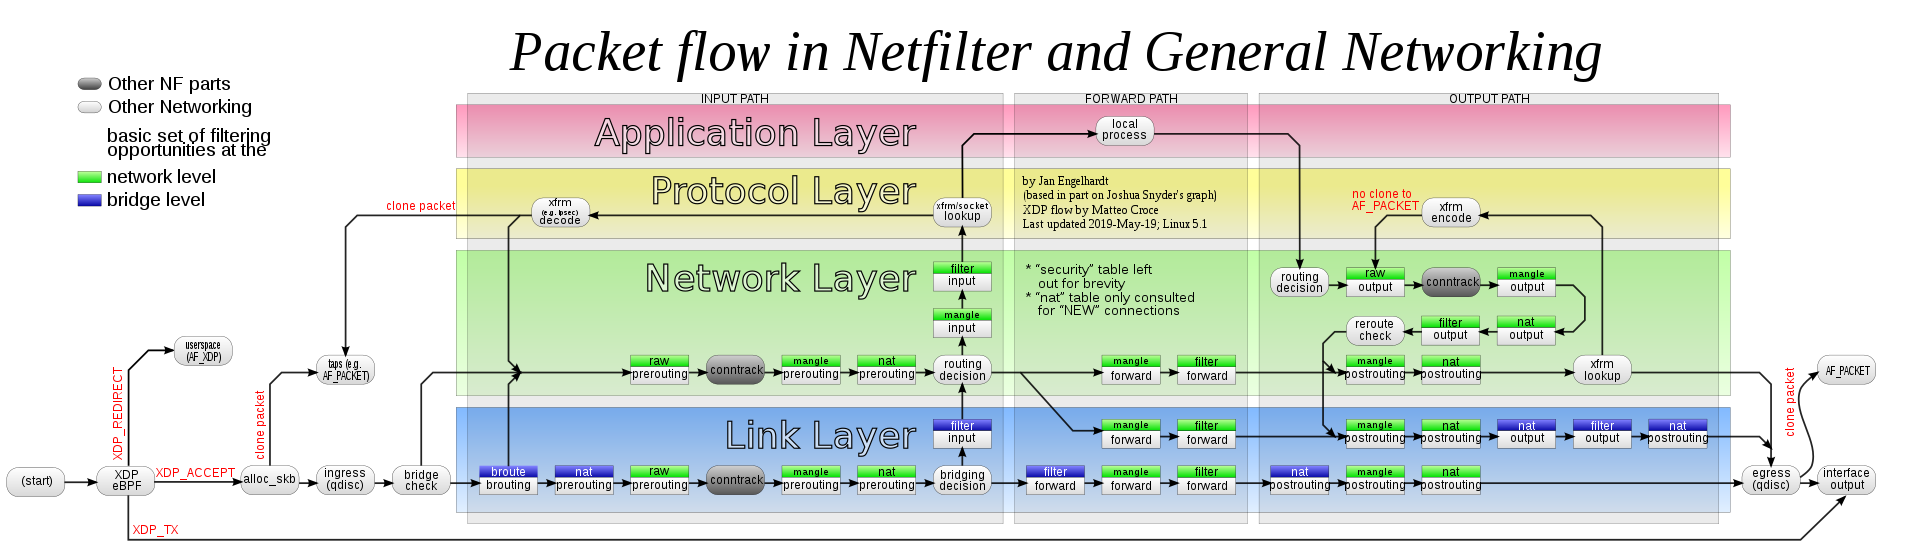 Packet flow in Netfilter and General Networking
Other NF parts
Other Networking
basic set of filtering
opportunities at the
network level
bridge level
INPUT PATH
FORWARD PATH
OUTPUT PATH
Application Layer
local
process
Protocol Layer
clone packet
xfrm
(e.g. ipsec)
decode
xfrm/socket
lookup
by Jan Engelhardt
(based in part on Joshua Snyder's graph)
XDP flow by Matteo Croce
Last updated 2019-May-19; Linux 5.1
no clone to
AF_PACKET
xfrm
encode
Network Layer
filter
input
mangle
input
* “security” table left
out for brevity
* “nat” table only consulted
for “NEW” connections
routing
decision
raw
output
conntrack
mangle
output
reroute
check
filter
output
nat
output
userspace
(AF_XDP)
taps (e.g.
AF_PACKET)
raw
prerouting
conntrack
mangle
prerouting
nat
prerouting
routing
decision
mangle
forward
filter
forward
mangle
postrouting
nat
postrouting
xfrm
lookup
AF_PACKET
XDP_REDIRECT
clone packet
clone packet
Link Layer
filter
input
mangle
forward
filter
forward
mangle
postrouting
nat
postrouting
nat
output
filter
output
nat
postrouting
(start)
XDP
eBPF
XDP_ACCEPT
alloc_skb
ingress
(qdisc)
bridge
check
broute
brouting
nat
prerouting
raw
prerouting
conntrack
mangle
prerouting
nat
prerouting
bridging
decision
filter
forward
mangle
forward
filter
forward
nat
postrouting
mangle
postrouting
nat
postrouting
egress
(qdisc)
interface
output
XDP_TX